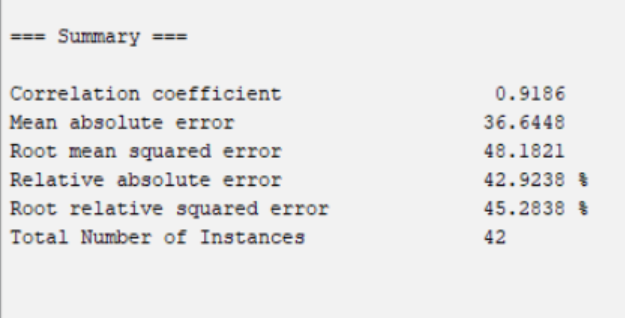 === Summary ===
Correlation coefficient 0.9186
Mean absolute error 36.6448
Root mean squared error 48.1821
Relative absolute error 42.9238 %
Root relative squared error 45.2838 %
Total Number of Instances 42